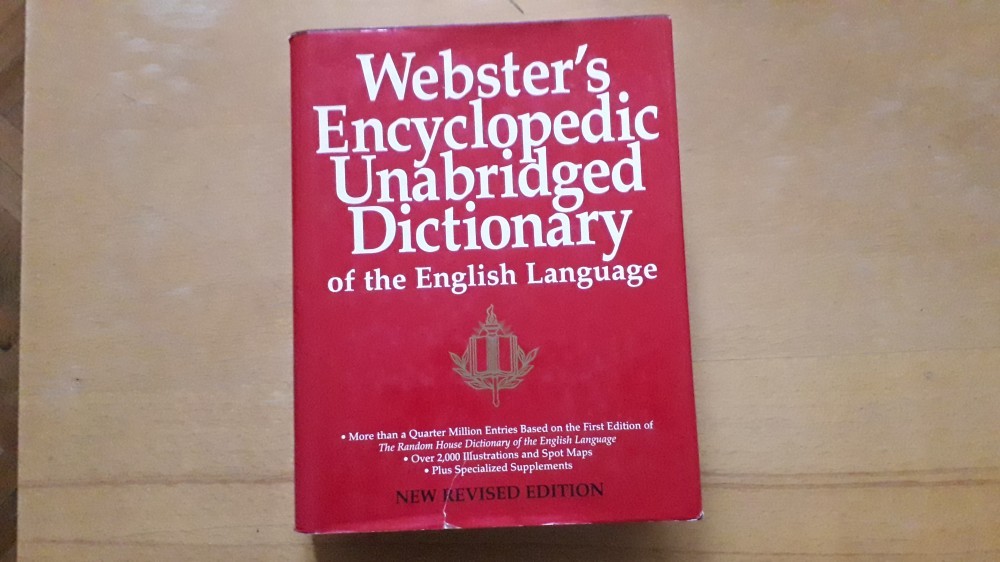 Webster's
Encyclopedic
Unabridged
Dictionary
of the English Language
• More than a Quarter Million Entries Based on the First Edition of
The Random House Dictionary of the English Language
• Over 2,000 Illustrations and Spot Maps
• Plus Specialized Supplements
NEW REVISED EDITION